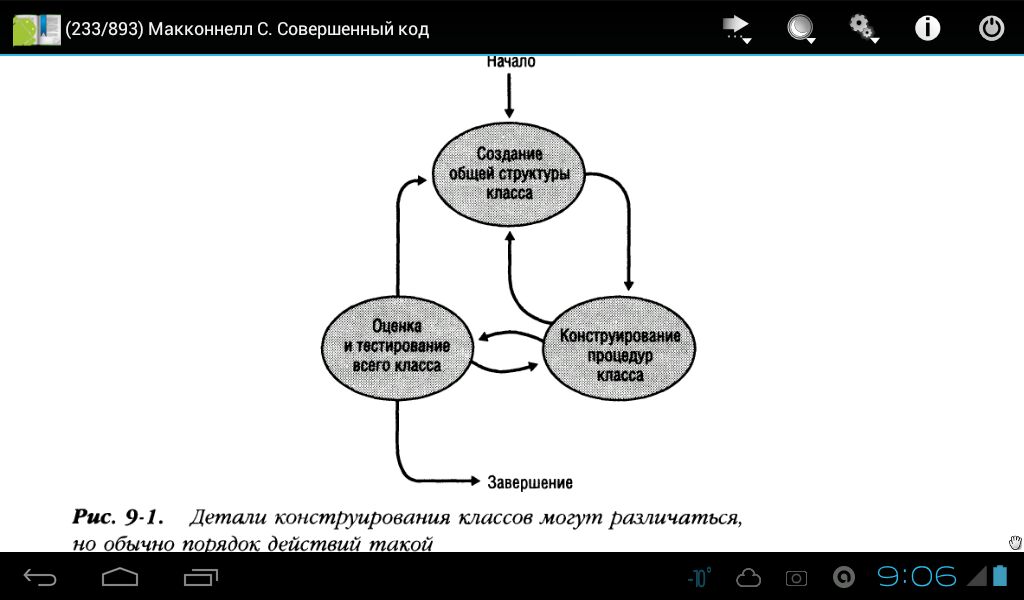 (233/893) Макконнелл С. Совершенный код
Начало
Создание
общей структуры
класса
Оценка
и тестирование
всего класса
Конструирование
процедур
класса
Завершение
Рис. 9-1. Детали конструирования классов могут различаться,
но обычно порядок действий такой
-10°
9:06